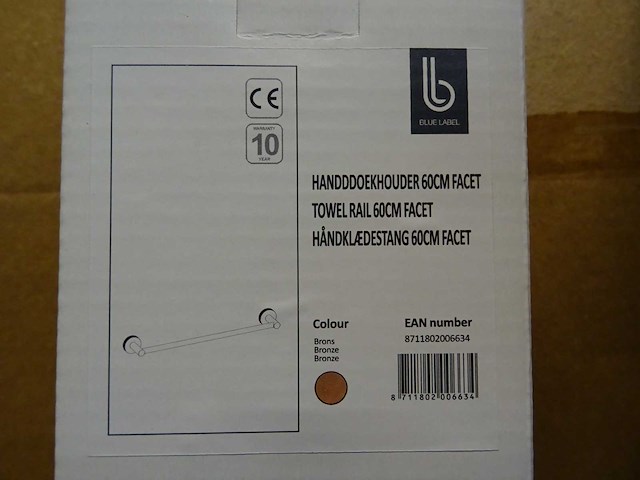 CE
WARRANTY
10
YEAR
b
BLUE LABEL
HANDDDOEKHOUDER 60CM FACET
TOWEL RAIL 60CM FACET
HÅNDKLÆDESTANG 60CM FACET
Colour
Brons
Bronze
Bronze
EAN number
8711802006634
8 711802 006634